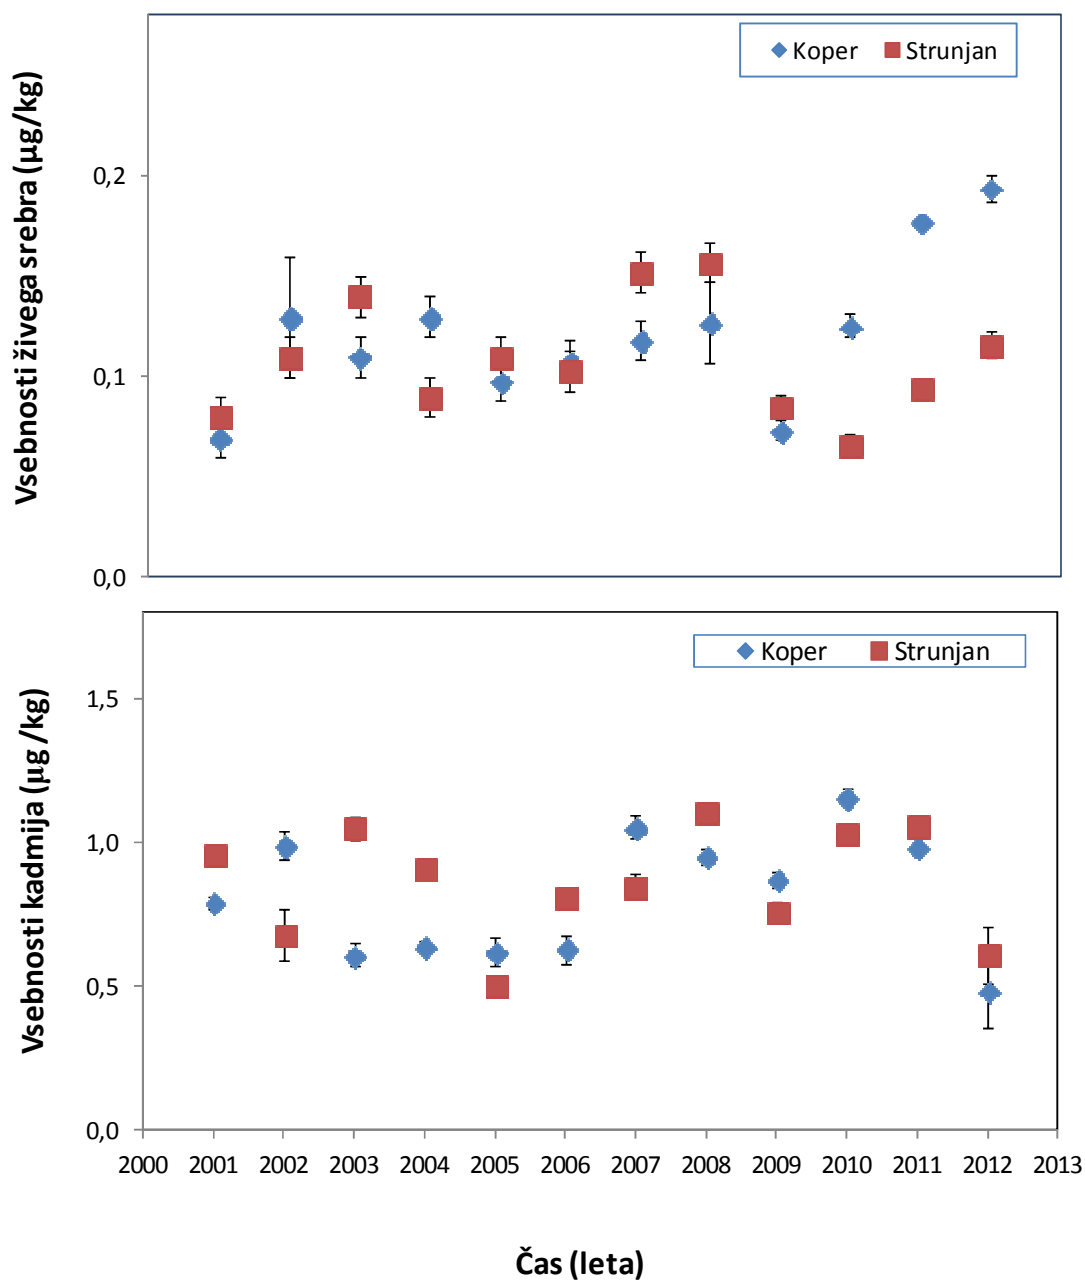 Vsebnosti živega srebra (µg/kg)
Koper
Strunjan
0,2
0,1
0,0
Vsebnosti kadmija (µg /kg)
Koper
Strunjan
1,5
1,0
0,5
0,0
2000 2001 2002 2003 2004 2005 2006 2007 2008 2009 2010 2011 2012 2013
Čas (leta)